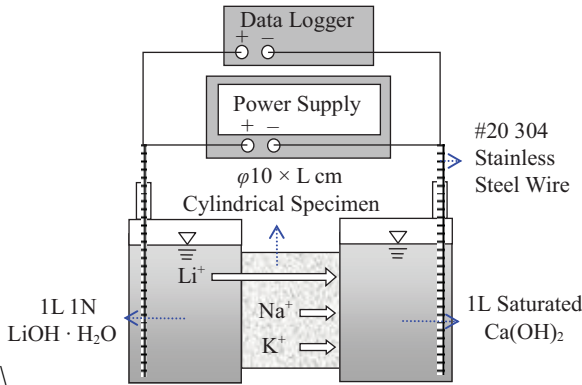 Data Logger
+ −
Power Supply
+ −
#20 304
Stainless
Steel Wire
φ10 × L cm
Cylindrical Specimen
Li⁺
Na⁺
K⁺
1L 1N
LiOH · H₂O
1L Saturated
Ca(OH)₂
\